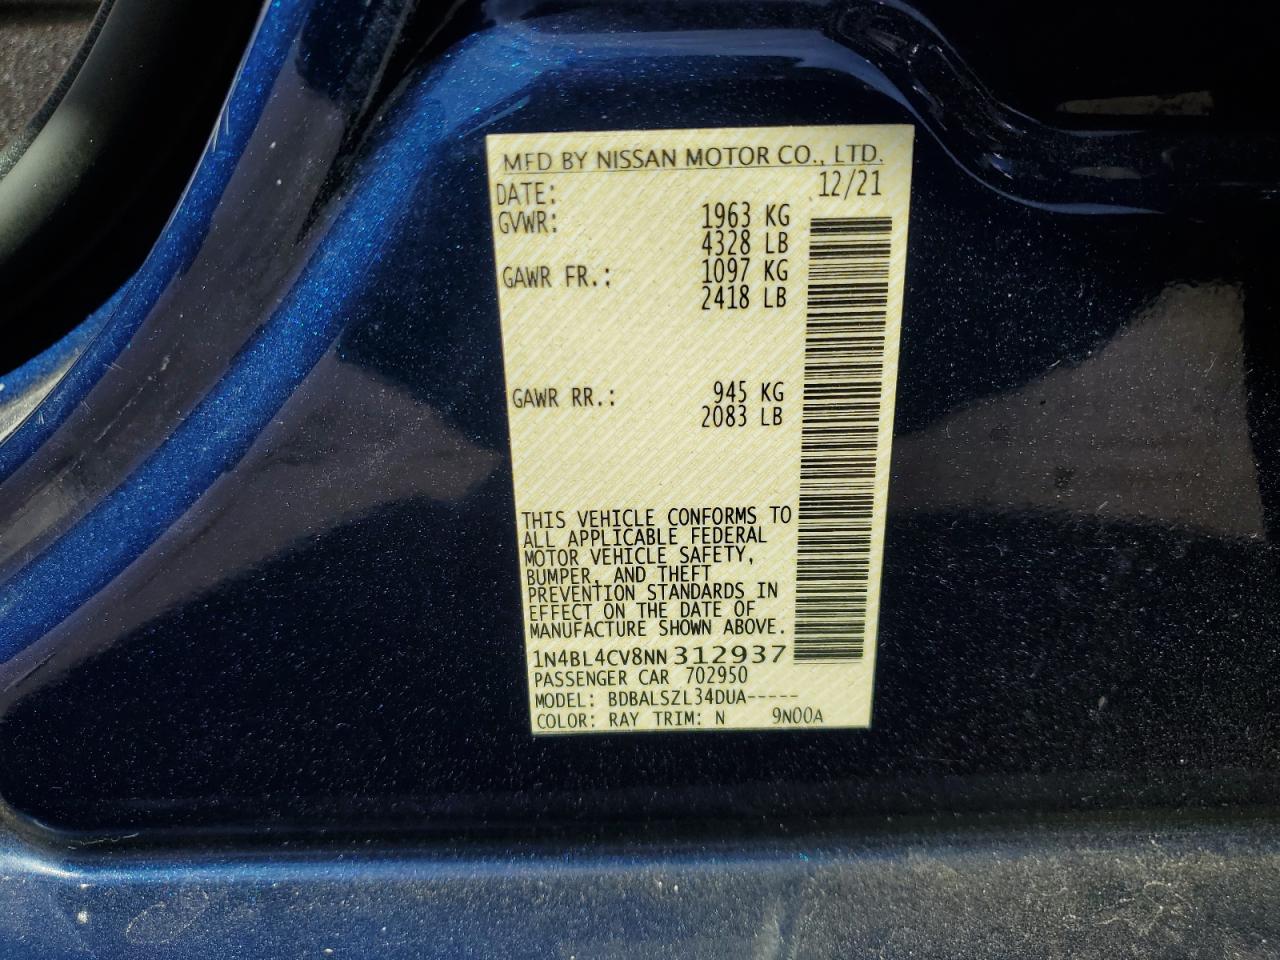 MFD BY NISSAN MOTOR CO., LTD.
DATE: 12/21
GVWR: 1963 KG
4328 LB
GAWR FR.: 1097 KG
2418 LB
GAWR RR.: 945 KG
2083 LB
THIS VEHICLE CONFORMS TO
ALL APPLICABLE FEDERAL
MOTOR VEHICLE SAFETY,
BUMPER, AND THEFT
PREVENTION STANDARDS IN
EFFECT ON THE DATE OF
MANUFACTURE SHOWN ABOVE.
1N4BL4CV8NN312937
PASSENGER CAR 702950
MODEL: BDBALSZL34DUA-----
COLOR: RAY TRIM: N 9N00A